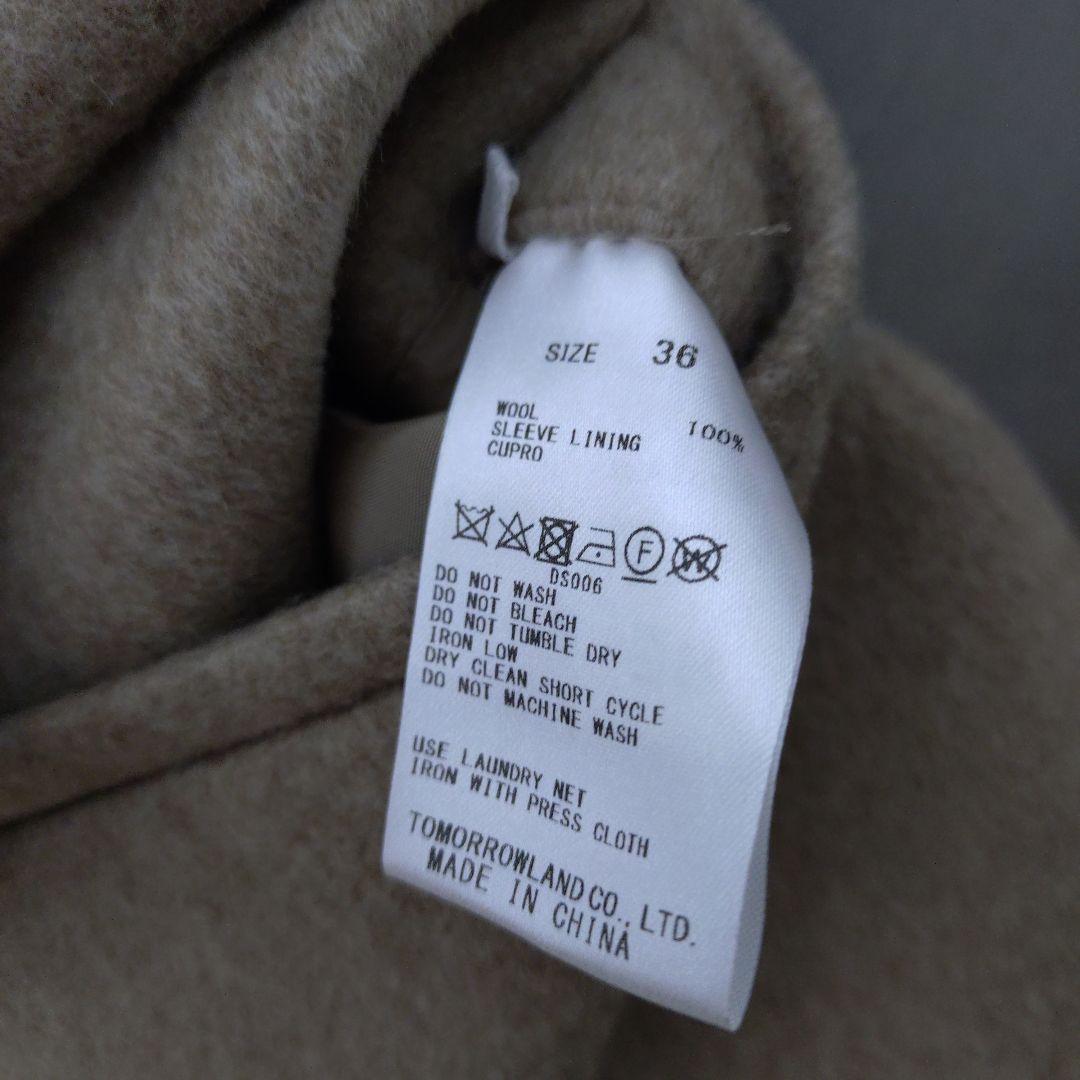 SIZE 36
WOOL 100%
SLEEVE LINING
CUPRO
F W
DS006
DO NOT WASH
DO NOT BLEACH
DO NOT TUMBLE DRY
IRON LOW
DRY CLEAN SHORT CYCLE
DO NOT MACHINE WASH
USE LAUNDRY NET
IRON WITH PRESS CLOTH
TOMORROWLAND CO., LTD.
MADE IN CHINA